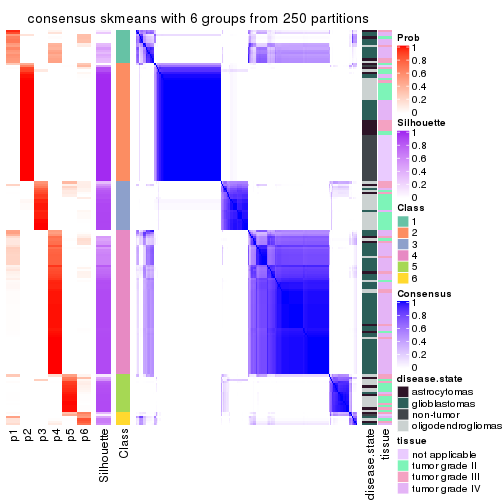 consensus skmeans with 6 groups from 250 partitions
p1
p2
p3
p4
p5
p6
Silhouette
Class
disease.state
tissue
Prob
1
0.8
0.6
0.4
0.2
0
Silhouette
1
0.8
0.6
0.4
0.2
0
Class
1
2
3
4
5
6
Consensus
1
0.8
0.6
0.4
0.2
0
disease.state
astrocytomas
glioblastomas
non-tumor
oligodendrogliomas
tissue
not applicable
tumor grade II
tumor grade III
tumor grade IV